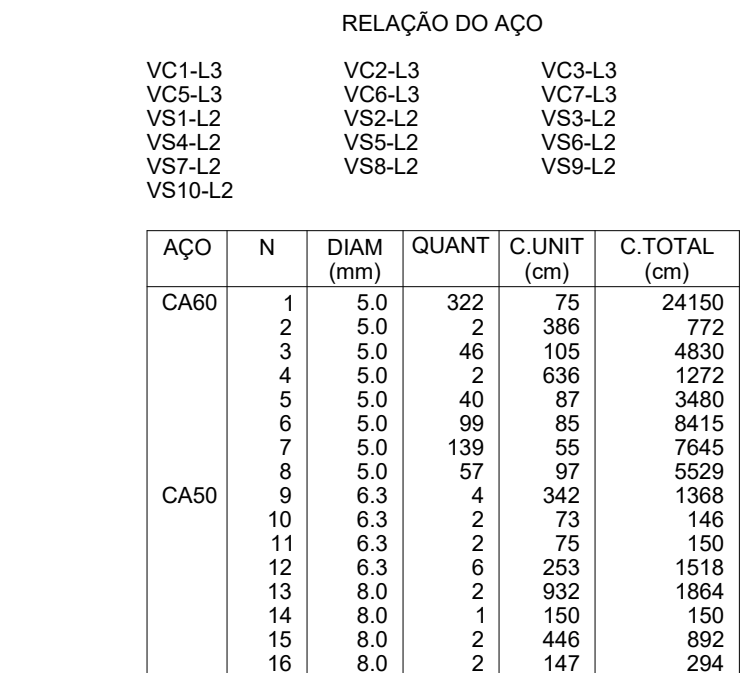 RELAÇÃO DO AÇO
VC1-L3 VC2-L3 VC3-L3
VC5-L3 VC6-L3 VC7-L3
VS1-L2 VS2-L2 VS3-L2
VS4-L2 VS5-L2 VS6-L2
VS7-L2 VS8-L2 VS9-L2
VS10-L2
AÇO N DIAM QUANT C.UNIT C.TOTAL
(mm) (cm) (cm)
CA60 1 5.0 322 75 24150
2 5.0 2 386 772
3 5.0 46 105 4830
4 5.0 2 636 1272
5 5.0 40 87 3480
6 5.0 99 85 8415
7 5.0 139 55 7645
8 5.0 57 97 5529
CA50 9 6.3 4 342 1368
10 6.3 2 73 146
11 6.3 2 75 150
12 6.3 6 253 1518
13 8.0 2 932 1864
14 8.0 1 150 150
15 8.0 2 446 892
16 8.0 2 147 294